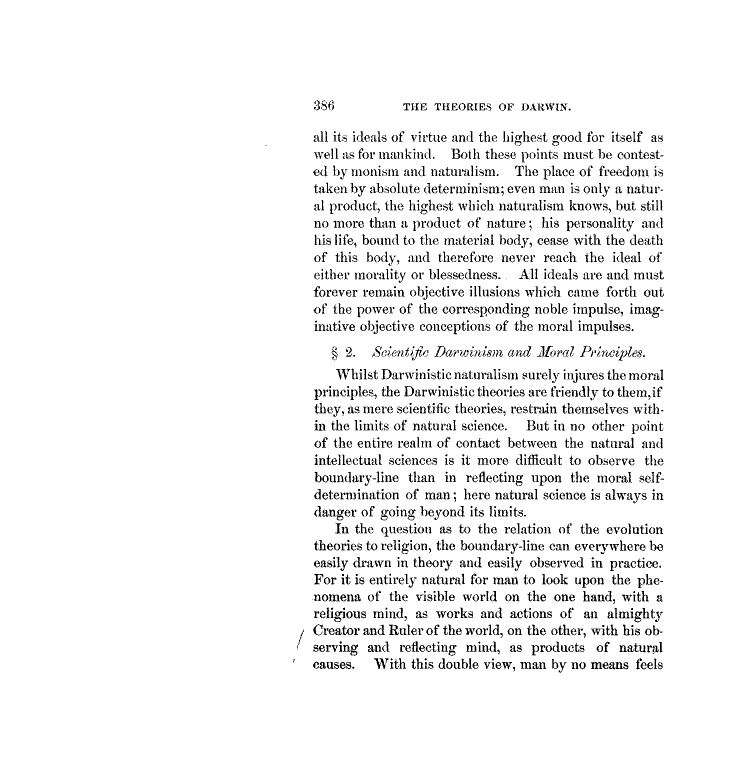 386 THE THEORIES OF DARWIN.
all its ideals of virtue and the highest good for itself as
well as for mankind. Both these points must be contest-
ed by monism and naturalism. The place of freedom is
taken by absolute determinism; even man is only a natur-
al product, the highest which naturalism knows, but still
no more than a product of nature; his personality and
his life, bound to the material body, cease with the death
of this body, and therefore never reach the ideal of
either morality or blessedness. All ideals are and must
forever remain objective illusions which came forth out
of the power of the corresponding noble impulse, imag-
inative objective conceptions of the moral impulses.
§ 2. Scientific Darwinism and Moral Principles.
Whilst Darwinistic naturalism surely injures the moral
principles, the Darwinistic theories are friendly to them, if
they, as mere scientific theories, restrain themselves with-
in the limits of natural science. But in no other point
of the entire realm of contact between the natural and
intellectual sciences is it more difficult to observe the
boundary-line than in reflecting upon the moral self-
determination of man; here natural science is always in
danger of going beyond its limits.
In the question as to the relation of the evolution
theories to religion, the boundary-line can everywhere be
easily drawn in theory and easily observed in practice.
For it is entirely natural for man to look upon the phe-
nomena of the visible world on the one hand, with a
religious mind, as works and actions of an almighty
Creator and Ruler of the world, on the other, with his ob-
serving and reflecting mind, as products of natural
causes. With this double view, man by no means feels